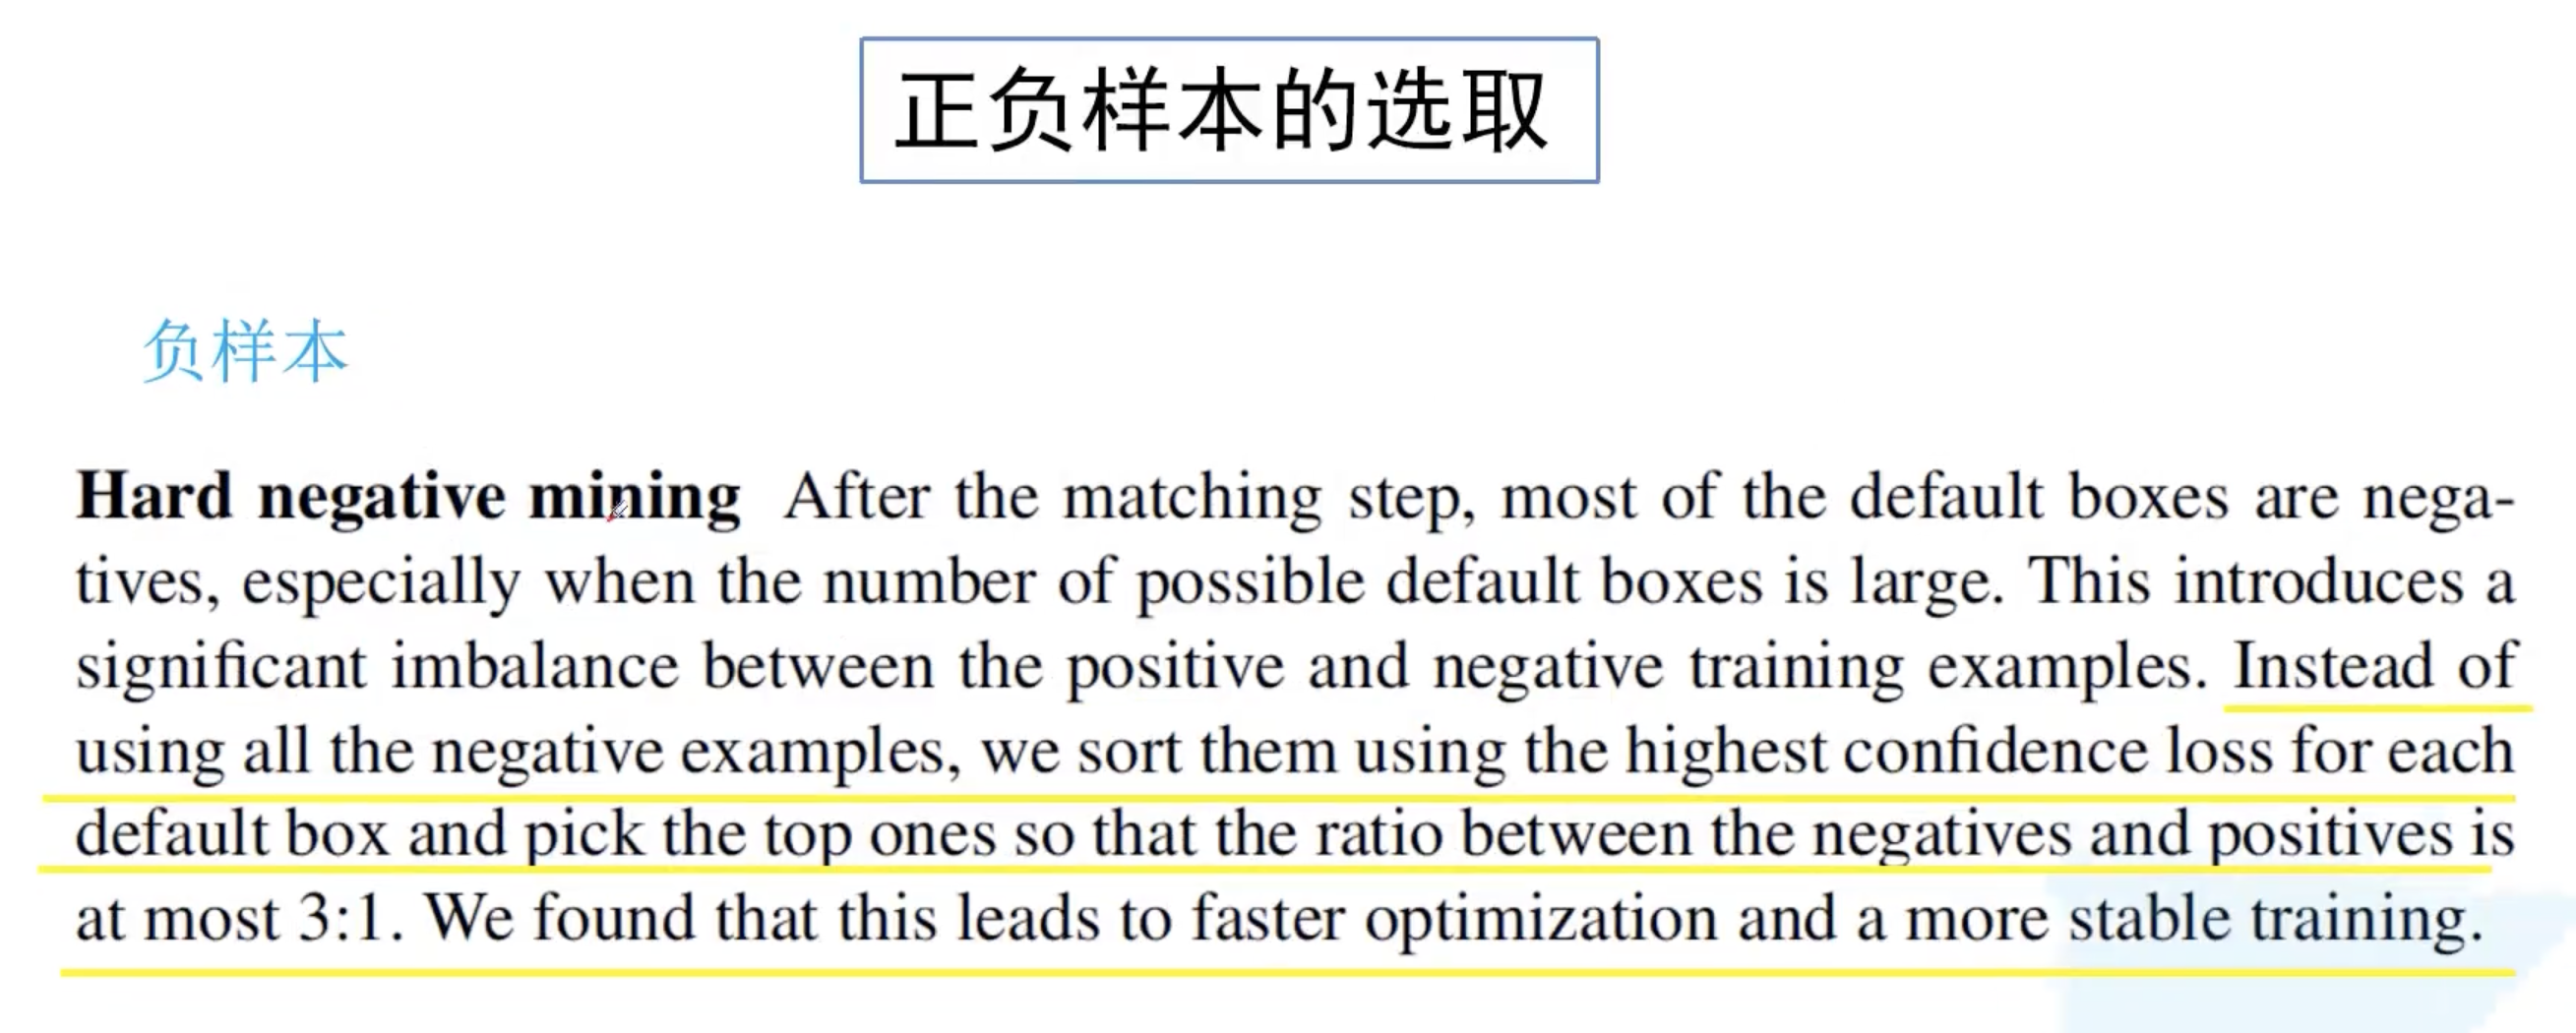 正负样本的选取
负样本
Hard negative mining After the matching step, most of the default boxes are nega-
tives, especially when the number of possible default boxes is large. This introduces a
significant imbalance between the positive and negative training examples. Instead of
using all the negative examples, we sort them using the highest confidence loss for each
default box and pick the top ones so that the ratio between the negatives and positives is
at most 3:1. We found that this leads to faster optimization and a more stable training.